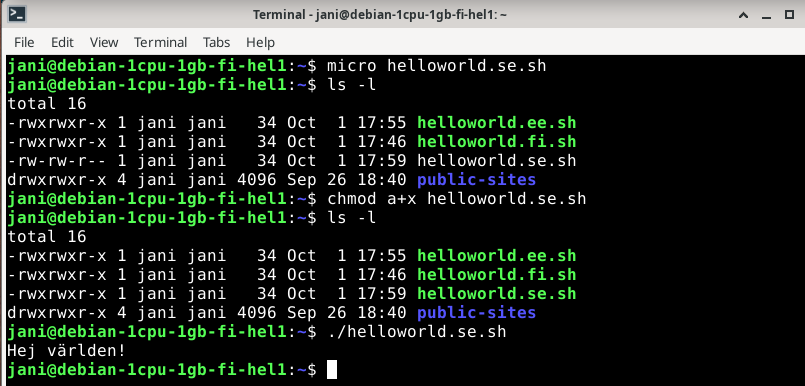 Terminal - jani@debian-1cpu-1gb-fi-hel1: ~
File Edit View Terminal Tabs Help
jani@debian-1cpu-1gb-fi-hel1:~$ micro helloworld.se.sh
jani@debian-1cpu-1gb-fi-hel1:~$ ls -l
total 16
-rwxrwxr-x 1 jani jani   34 Oct  1 17:55 helloworld.ee.sh
-rwxrwxr-x 1 jani jani   34 Oct  1 17:46 helloworld.fi.sh
-rw-rw-r-- 1 jani jani   34 Oct  1 17:59 helloworld.se.sh
drwxrwxr-x 4 jani jani 4096 Sep 26 18:40 public-sites
jani@debian-1cpu-1gb-fi-hel1:~$ chmod a+x helloworld.se.sh
jani@debian-1cpu-1gb-fi-hel1:~$ ls -l
total 16
-rwxrwxr-x 1 jani jani   34 Oct  1 17:55 helloworld.ee.sh
-rwxrwxr-x 1 jani jani   34 Oct  1 17:46 helloworld.fi.sh
-rwxrwxr-x 1 jani jani   34 Oct  1 17:59 helloworld.se.sh
drwxrwxr-x 4 jani jani 4096 Sep 26 18:40 public-sites
jani@debian-1cpu-1gb-fi-hel1:~$ ./helloworld.se.sh
Hej världen!
jani@debian-1cpu-1gb-fi-hel1:~$